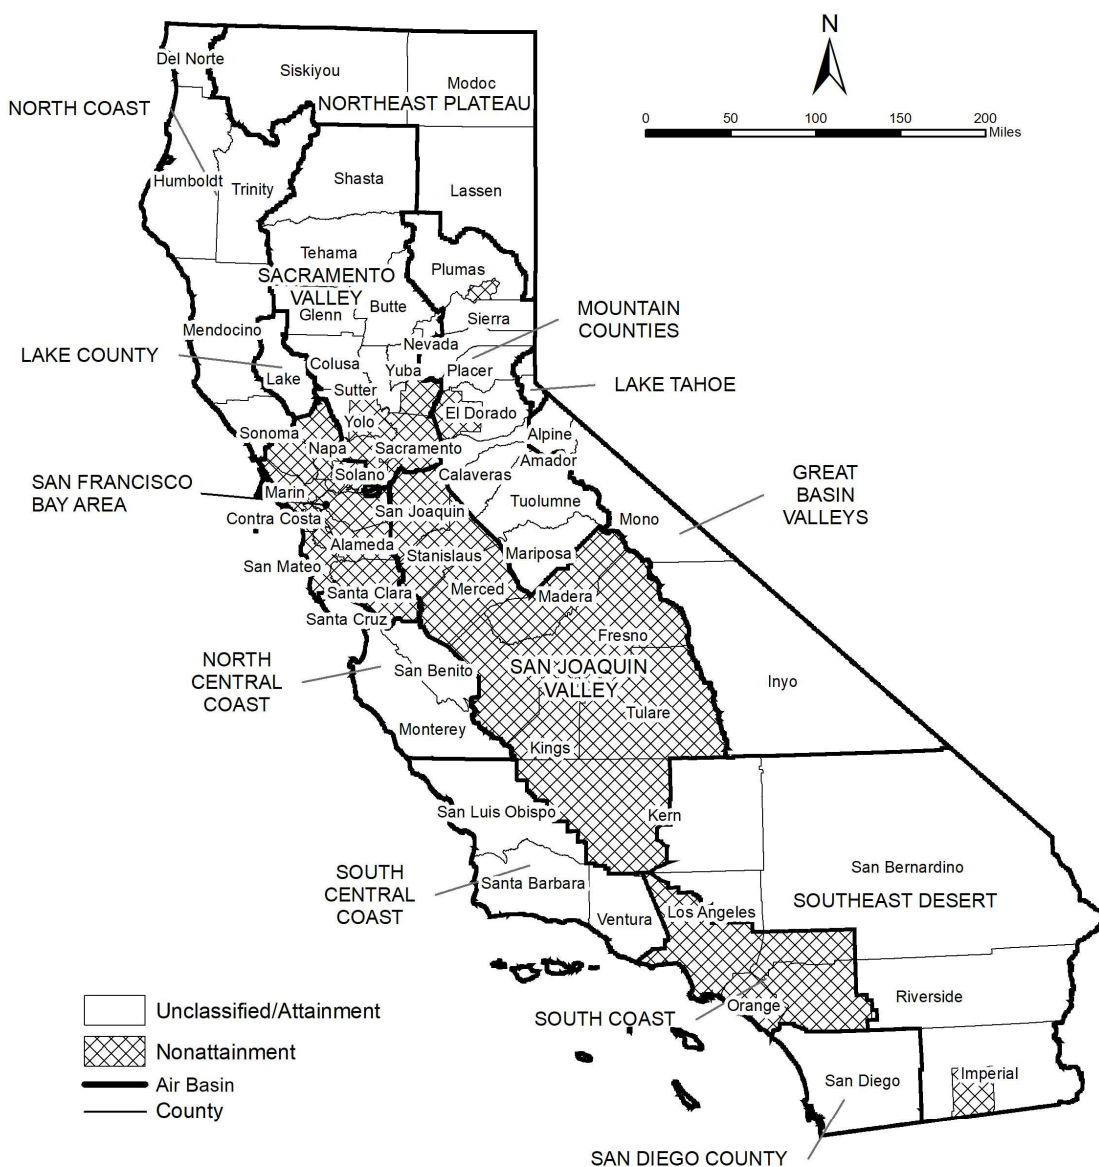 N
0 50 100 150 200
Miles
Del Norte
Siskiyou
Modoc
NORTHEAST PLATEAU
NORTH COAST
Humboldt
Trinity
Shasta
Lassen
Tehama
SACRAMENTO
VALLEY
Plumas
Butte
Glenn
Sierra
MOUNTAIN
COUNTIES
Mendocino
Nevada
LAKE COUNTY
Colusa
Yuba
Placer
Lake
LAKE TAHOE
Sutter
El Dorado
Yolo
Sonoma
Napa
Sacramento
Alpine
Amador
Solano
Calaveras
SAN FRANCISCO
BAY AREA
Marin
Tuolumne
GREAT
BASIN
VALLEYS
Contra Costa
San Joaquin
Mono
Alameda
Stanislaus
Mariposa
San Mateo
Santa Clara
Merced
Madera
Santa Cruz
Fresno
NORTH
CENTRAL
COAST
San Benito
SAN JOAQUIN
VALLEY
Inyo
Tulare
Monterey
Kings
San Luis Obispo
Kern
SOUTH
CENTRAL
COAST
Santa Barbara
San Bernardino
SOUTHEAST DESERT
Ventura
Los Angeles
Riverside
Orange
SOUTH COAST
Unclassified/Attainment
Nonattainment
Air Basin
County
San Diego
Imperial
SAN DIEGO COUNTY